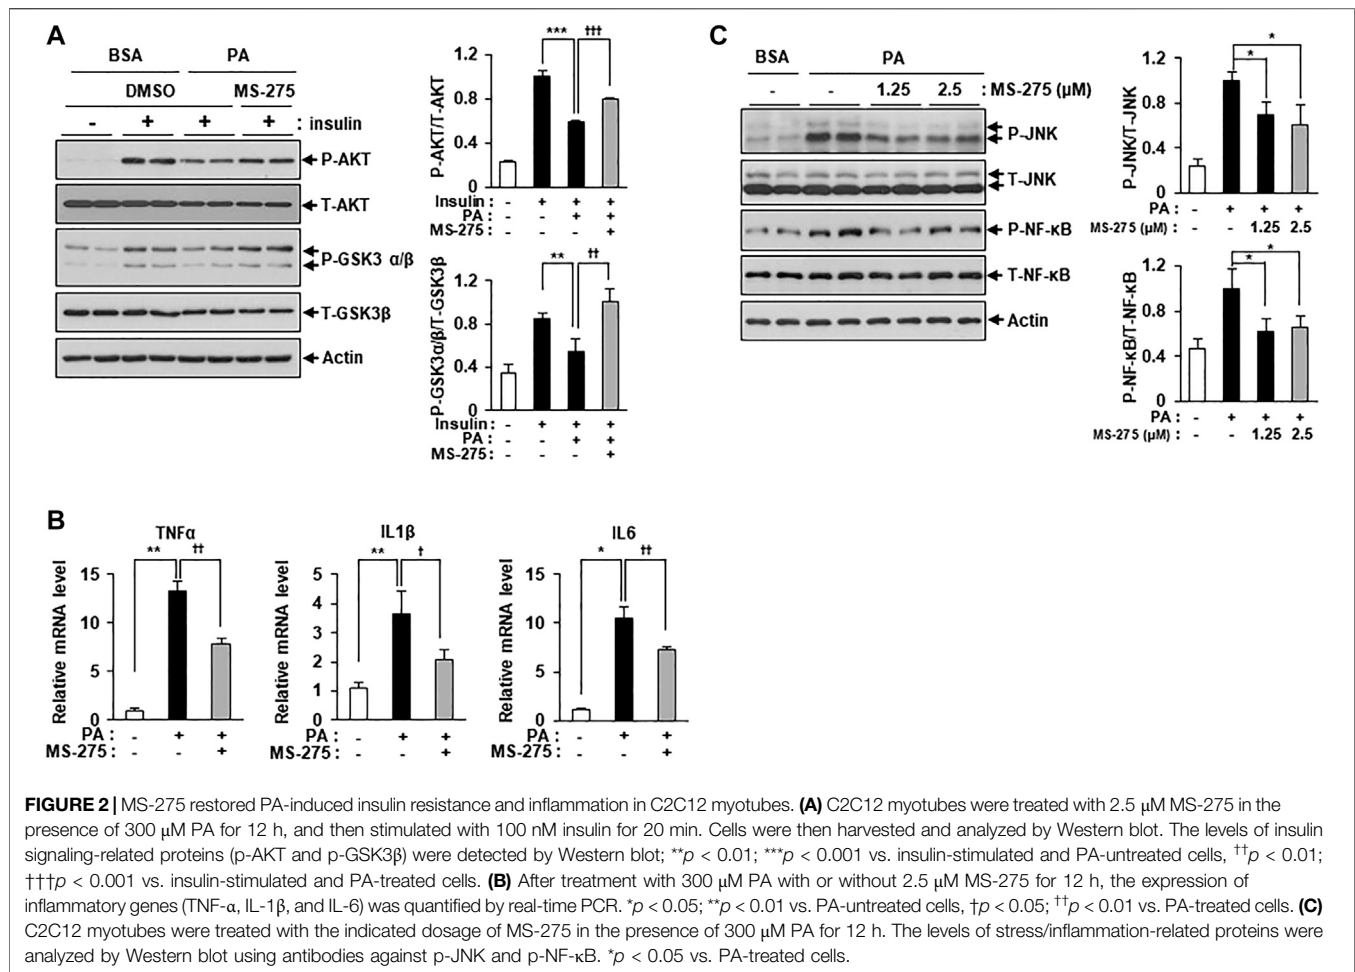 A
BSA PA
DMSO MS-275
- + + + : insulin
P-AKT
T-AKT
P-GSK3 α/β
T-GSK3β
Actin
*** †††
P-AKT/T-AKT
1.2
0.8
0.4
0
Insulin : - + + +
PA : - - + +
MS-275 : - - - +
** ††
P-GSK3α/β/T-GSK3β
1.2
0.8
0.4
0
Insulin : - + + +
PA : - - + +
MS-275 : - - - +
C
BSA PA
- - 1.25 2.5 : MS-275 (µM)
P-JNK
T-JNK
P-NF-κB
T-NF-κB
Actin
*
*
P-JNK/T-JNK
1.2
0.8
0.4
0
PA : - + + +
MS-275 (µM) : - - 1.25 2.5
*
*
P-NF-κB/T-NF-κB
1.2
0.8
0.4
0
PA : - + + +
MS-275 (µM) : - - 1.25 2.5
B
TNFα
** ††
Relative mRNA level
15
10
5
0
PA : - + +
MS-275 : - - +
IL1β
** †
Relative mRNA level
5
4
3
2
1
0
PA : - + +
MS-275 : - - +
IL6
* ††
Relative mRNA level
15
10
5
0
PA : - + +
MS-275 : - - +
FIGURE 2 | MS-275 restored PA-induced insulin resistance and inflammation in C2C12 myotubes. (A) C2C12 myotubes were treated with 2.5 µM MS-275 in the
presence of 300 µM PA for 12 h, and then stimulated with 100 nM insulin for 20 min. Cells were then harvested and analyzed by Western blot. The levels of insulin
signaling-related proteins (p-AKT and p-GSK3β) were detected by Western blot; **p < 0.01; ***p < 0.001 vs. insulin-stimulated and PA-untreated cells, ††p < 0.01;
†††p < 0.001 vs. insulin-stimulated and PA-treated cells. (B) After treatment with 300 µM PA with or without 2.5 µM MS-275 for 12 h, the expression of
inflammatory genes (TNF-α, IL-1β, and IL-6) was quantified by real-time PCR. *p < 0.05; **p < 0.01 vs. PA-untreated cells, †p < 0.05; ††p < 0.01 vs. PA-treated cells. (C)
C2C12 myotubes were treated with the indicated dosage of MS-275 in the presence of 300 µM PA for 12 h. The levels of stress/inflammation-related proteins were
analyzed by Western blot using antibodies against p-JNK and p-NF-κB. *p < 0.05 vs. PA-treated cells.